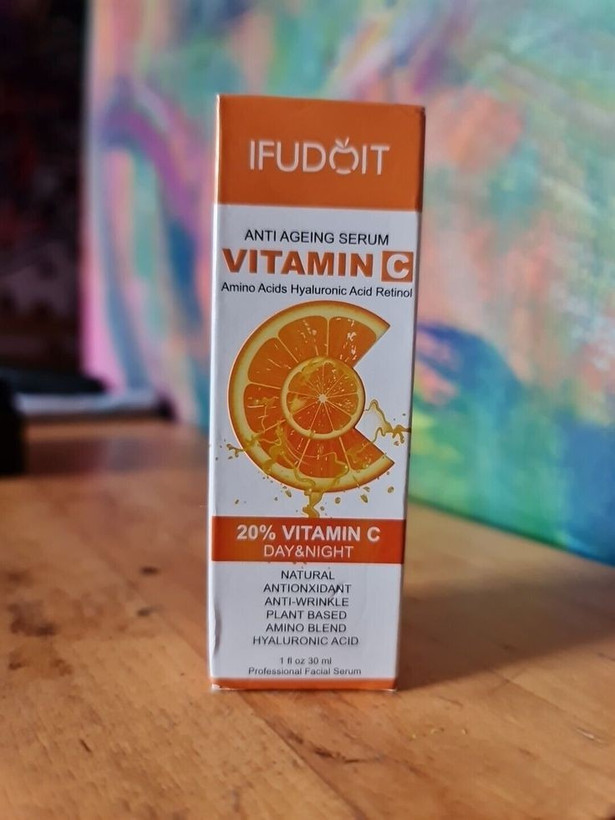 IFUDOIT
ANTI AGEING SERUM
VITAMIN C
Amino Acids Hyaluronic Acid Retinol
20% VITAMIN C
DAY&NIGHT
NATURAL
ANTIONXIDANT
ANTI-WRINKLE
PLANT BASED
AMINO BLEND
HYALURONIC ACID
1 fl oz 30 ml
Professional Facial Serum